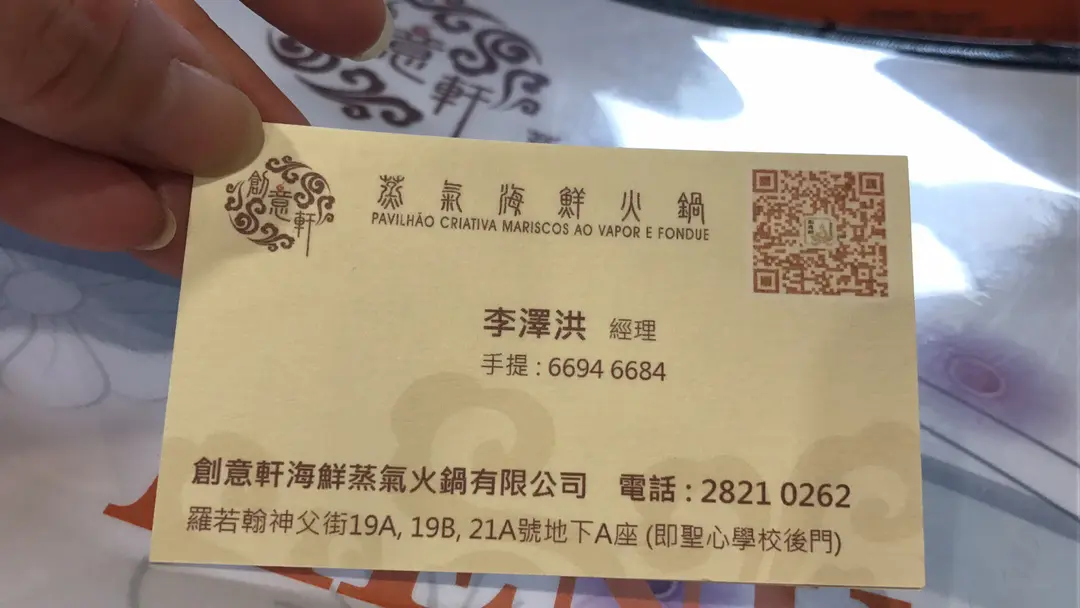 創意軒
創意軒
蒸氣海鮮火鍋
PAVILHÃO CRIATIVA MARISCOS AO VAPOR E FONDUE
李澤洪 經理
手提 : 6694 6684
創意軒海鮮蒸氣火鍋有限公司 電話 : 2821 0262
羅若翰神父街19A, 19B, 21A號地下A座 (即聖心學校後門)